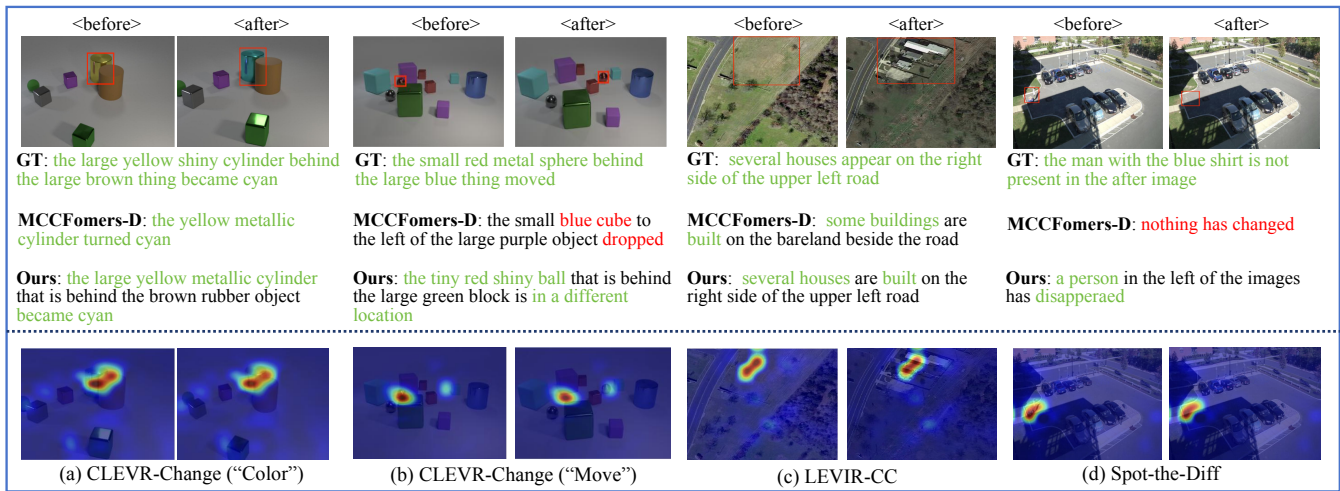 <before> <after> <before> <after> <before> <after> <before> <after>
GT: the large yellow shiny cylinder behind
the large brown thing became cyan
MCCFomers-D: the yellow metallic
cylinder turned cyan
Ours: the large yellow metallic cylinder
that is behind the brown rubber object
became cyan
GT: the small red metal sphere behind
the large blue thing moved
MCCFomers-D: the small blue cube to
the left of the large purple object dropped
Ours: the tiny red shiny ball that is behind
the large green block is in a different
location
GT: several houses appear on the right
side of the upper left road
MCCFomers-D: some buildings are
built on the bareland beside the road
Ours: several houses are built on the
right side of the upper left road
GT: the man with the blue shirt is not
present in the after image
MCCFomers-D: nothing has changed
Ours: a person in the left of the images
has disapperaed
(a) CLEVR-Change (“Color”)
(b) CLEVR-Change (“Move”)
(c) LEVIR-CC
(d) Spot-the-Diff